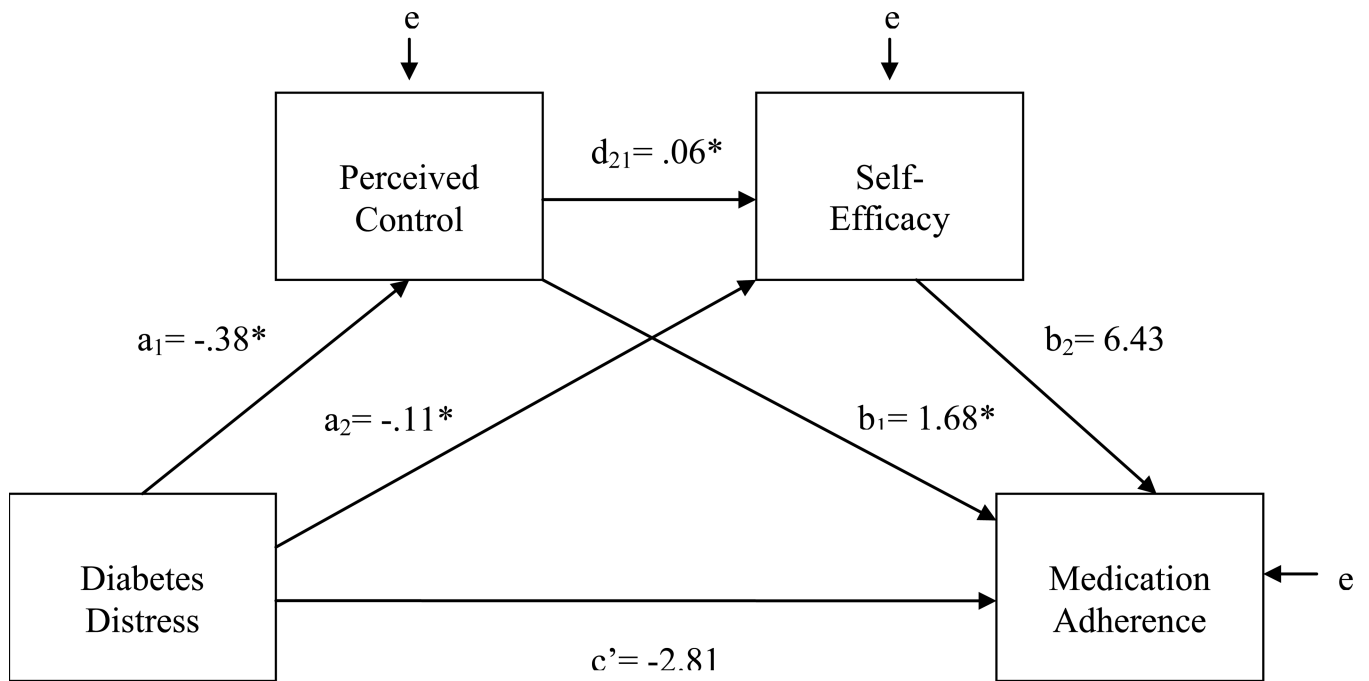 e
e
d₂₁= .06*
Perceived
Control
Self-
Efficacy
a₁= -.38*
b₂= 6.43
a₂= -.11*
b₁= 1.68*
Diabetes
Distress
Medication
Adherence
e
c’= -2.81